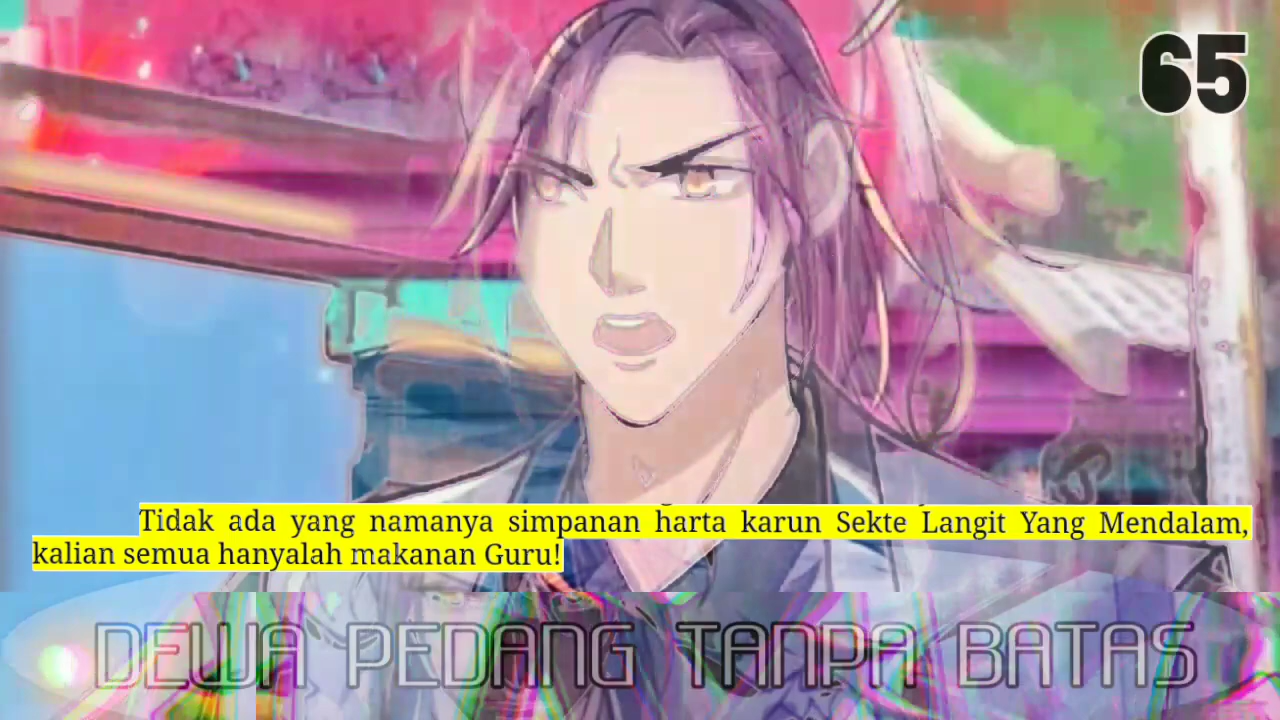 65
Tidak ada yang namanya simpanan harta karun Sekte Langit Yang Mendalam,
kalian semua hanyalah makanan Guru!
DEWA PEDANG TANPA BATAS